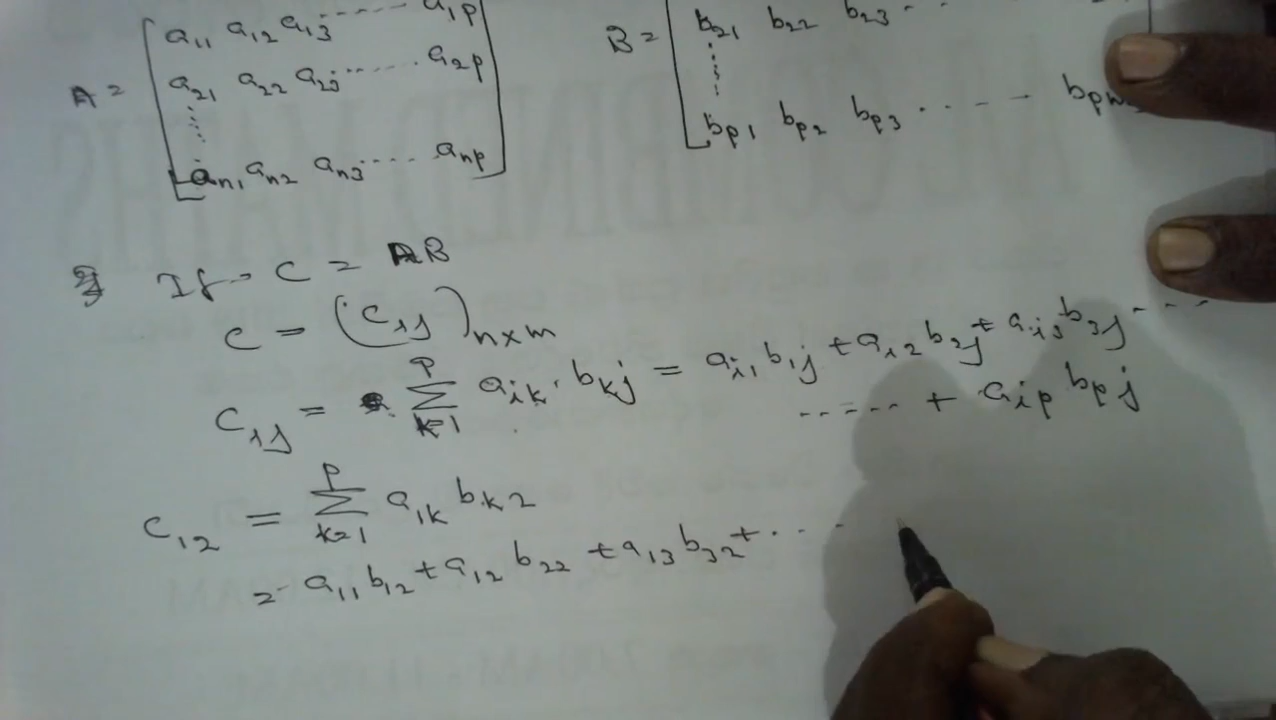 a11 a12 a13 ------ a1p
A = a21 a22 a23 ------ a2p
an1 an2 an3 ---- anp
B = b21 b22 b23 - -
bp1 bp2 bp3 - - - - - bpm
If C = AB
C = (cij)n×m
cij = Σ p k=1 aik · bkj = ai1 b1j + ai2 b2j + ai3 b3j - - -
----- + aip bpj
c12 = Σ p k=1 a1k bk2
= a11 b12 + a12 b22 + a13 b32 + - - -